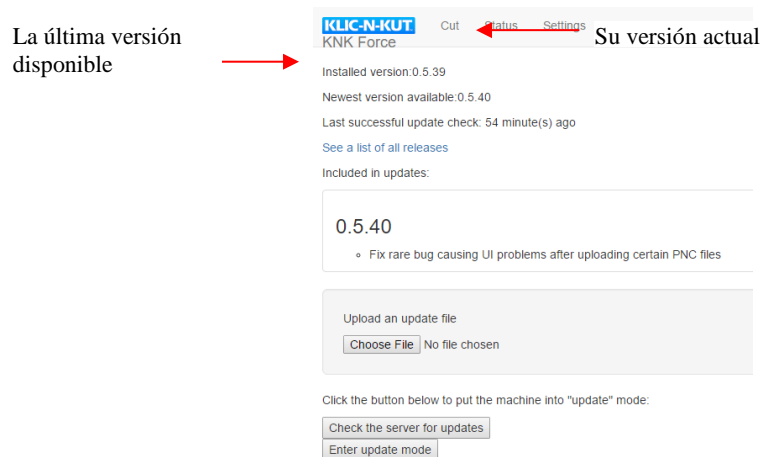 KLIC-N-KUT Cut Status Settings
KNK Force
La última versión
disponible
Su versión actual
Installed version:0.5.39
Newest version available:0.5.40
Last successful update check: 54 minute(s) ago
See a list of all releases
Included in updates:
0.5.40
Fix rare bug causing UI problems after uploading certain PNC files
Upload an update file
Choose File No file chosen
Click the button below to put the machine into "update" mode:
Check the server for updates
Enter update mode